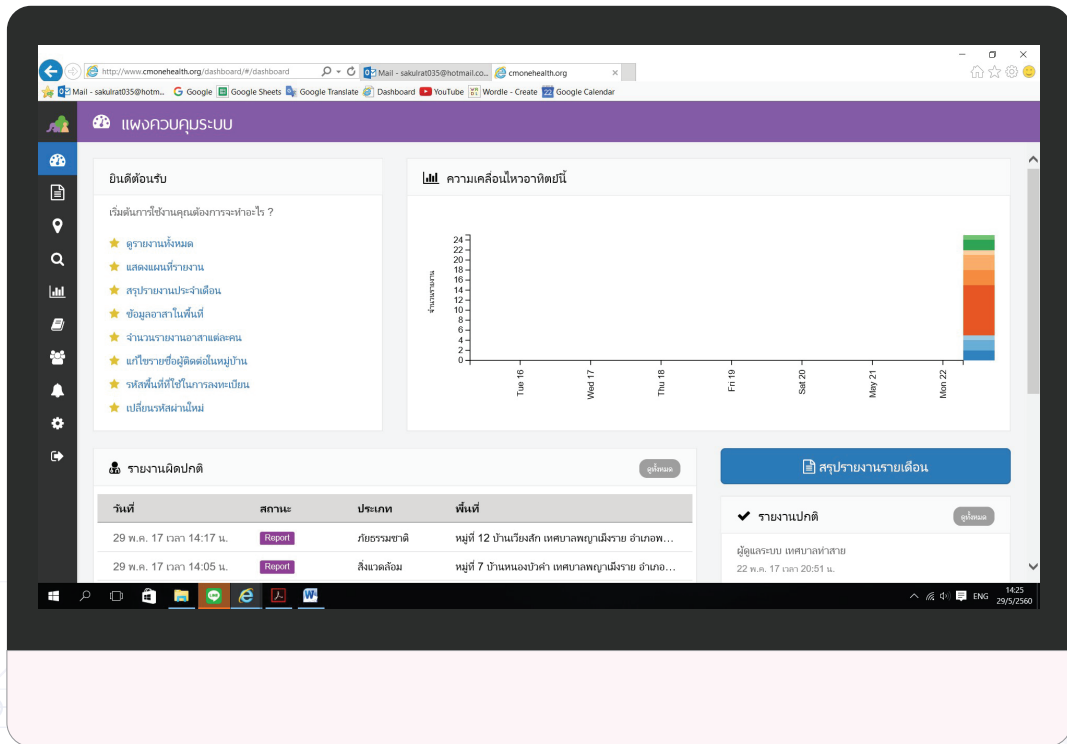 http://www.cmonehealth.org/dashboard/#/dashboard
Mail - sakulrat035@hotmail.co...
cmonehealth.org
Mail - sakulrat035@hotm...
Google
Google Sheets
Google Translate
Dashboard
YouTube
Wordle - Create
22 Google Calendar
แผงควบคุมระบบ
ยินดีต้อนรับ
เริ่มต้นการใช้งานคุณต้องการจะทำอะไร ?
ดูรายงานทั้งหมด
แสดงแผนที่รายงาน
สรุปรายงานประจำเดือน
ข้อมูลอาสาในพื้นที่
จำนวนรายงานอาสาแต่ละคน
แก้ไขรายชื่อผู้ติดต่อในหมู่บ้าน
รหัสพื้นที่ที่ใช้ในการลงทะเบียน
เปลี่ยนรหัสผ่านใหม่
ความเคลื่อนไหวอาทิตย์นี้
จำนวนรายงาน
24
22
20
18
16
14
12
10
8
6
4
2
0
Tue 16
Wed 17
Thu 18
Fri 19
Sat 20
May 21
Mon 22
รายงานผิดปกติ
ดูทั้งหมด
วันที่ สถานะ ประเภท พื้นที่
29 พ.ค. 17 เวลา 14:17 น. Report ภัยธรรมชาติ หมู่ที่ 12 บ้านเวียงสัก เทศบาลพญาเม็งราย อำเภอพ...
29 พ.ค. 17 เวลา 14:05 น. Report สิ่งแวดล้อม หมู่ที่ 7 บ้านหนองบัวคำ เทศบาลพญาเม็งราย อำเภอ...
สรุปรายงานรายเดือน
รายงานปกติ
ดูทั้งหมด
ผู้ดูแลระบบ เทศบาลท่าสาย
22 พ.ค. 17 เวลา 20:51 น.
ENG
14:25
29/5/2560